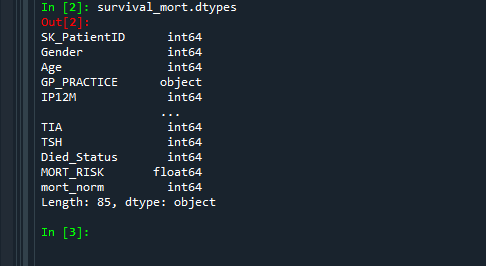 In [2]: survival_mort.dtypes
Out[2]:
SK_PatientID int64
Gender int64
Age int64
GP_PRACTICE object
IP12M int64
...
TIA int64
TSH int64
Died_Status int64
MORT_RISK float64
mort_norm int64
Length: 85, dtype: object
In [3]: